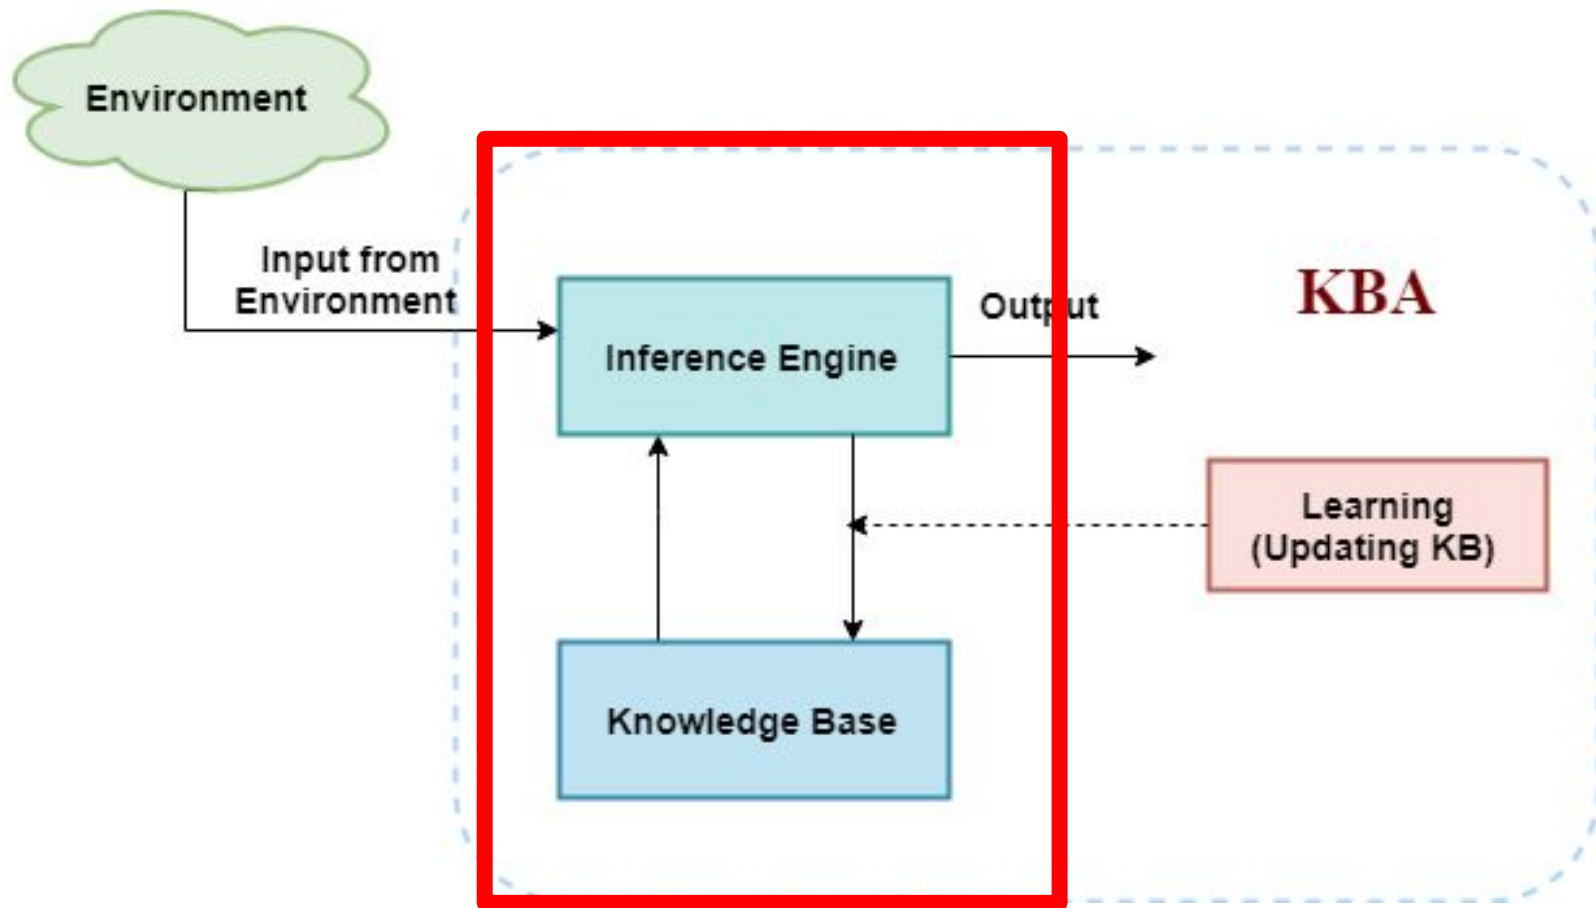 Environment
Input from
Environment
Inference Engine
Output
KBA
Learning
(Updating KB)
Knowledge Base